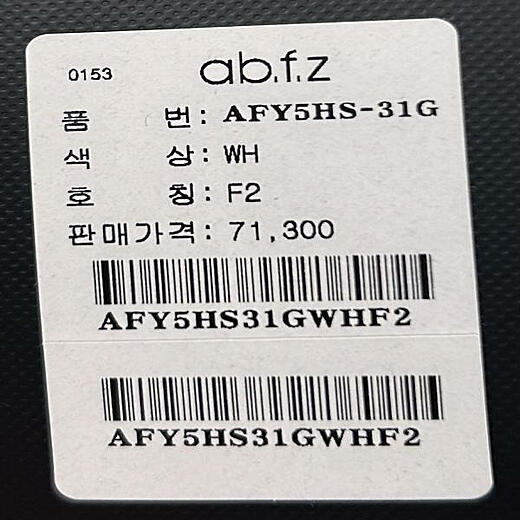 0153 ab.f.z
품 번: AFY5HS-31G
색 상: WH
호 칭: F2
판매가격: 71,300
AFY5HS31GWHF2
AFY5HS31GWHF2